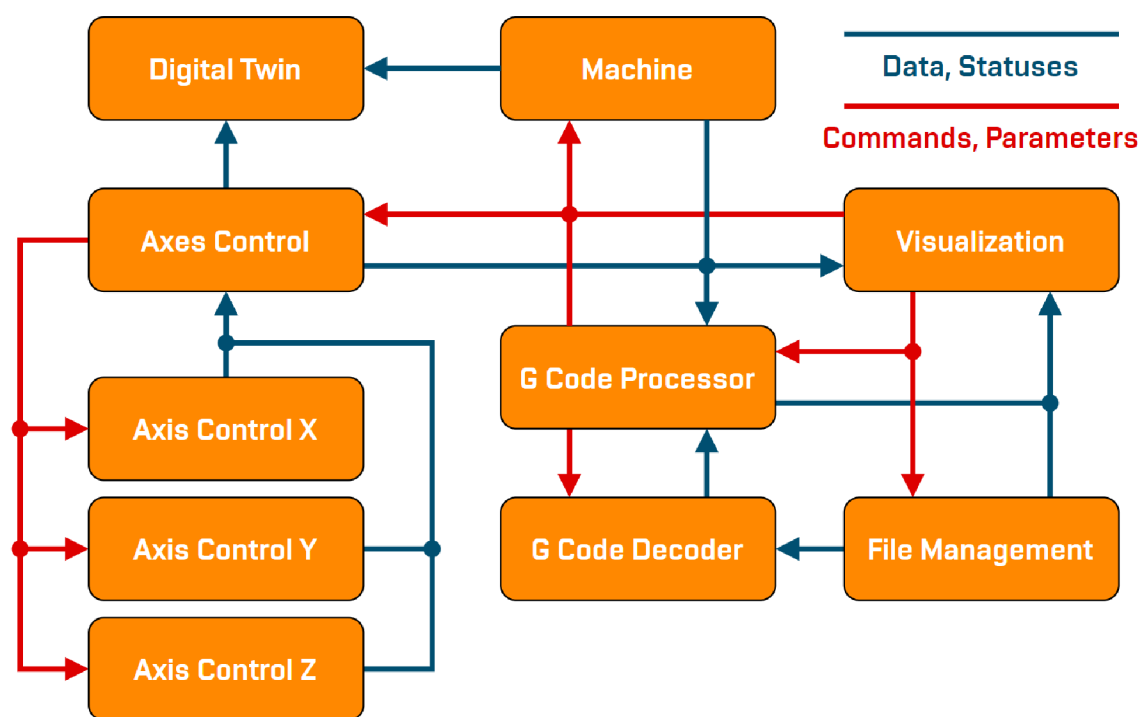 Digital Twin
Machine
Data, Statuses
Commands, Parameters
Axes Control
Visualization
G Code Processor
Axis Control X
Axis Control Y
G Code Decoder
File Management
Axis Control Z